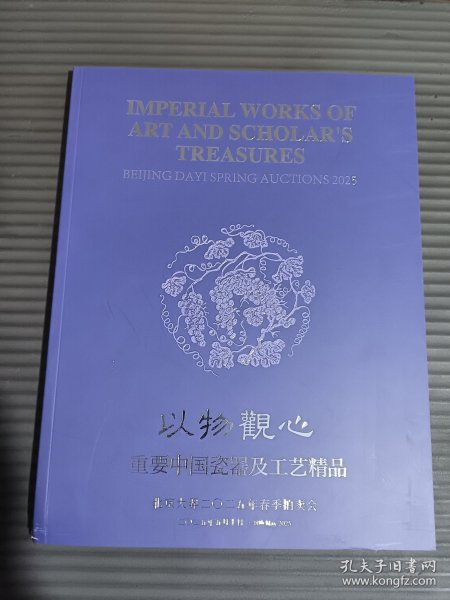 IMPERIAL WORKS OF
ART AND SCHOLAR'S
TREASURES
BEIJING DAYI SPRING AUCTIONS 2025
以物觀心
重要中国瓷器及工艺精品
北京大羿二〇二五年春季拍卖会
2025
孔夫子旧书网
www.kongfz.com